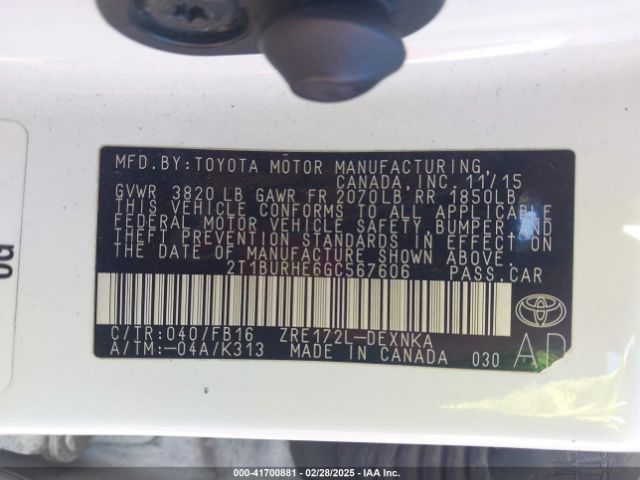 MFD. BY: TOYOTA MOTOR MANUFACTURING,
CANADA, INC. 11/15
GVWR 3820 LB GAWR FR 2070LB RR 1850LB
THIS VEHICLE CONFORMS TO ALL APPLICABLE
FEDERAL MOTOR VEHICLE SAFETY, BUMPER, AND
THEFT PREVENTION STANDARDS IN EFFECT ON
THE DATE OF MANUFACTURE SHOWN ABOVE.
2T1BURHE6GC567606 PASS. CAR
C/TR: 040/FB16 ZRE172L-DEXNKA
A/TM: -04A/K313 MADE IN CANADA 030
AD
000-41700881 | 02/28/2025 | IAA Inc.